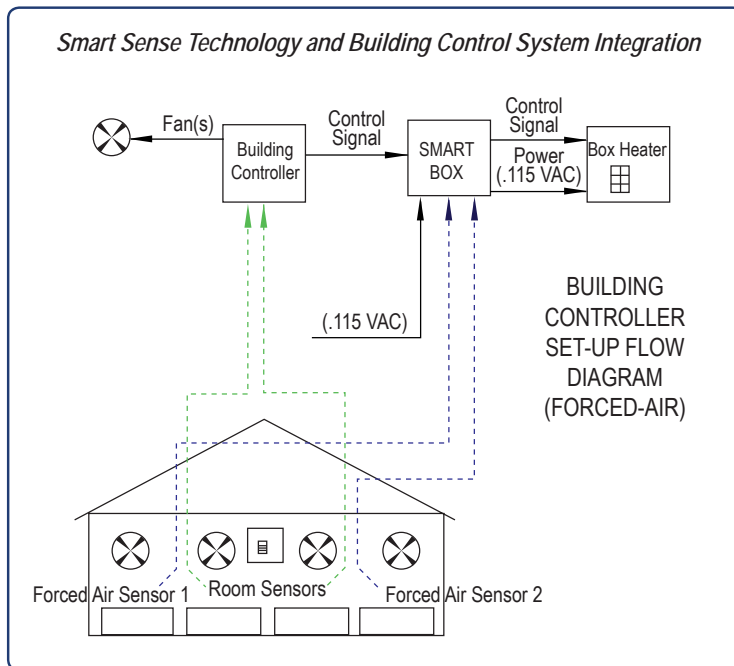 Smart Sense Technology and Building Control System Integration
Fan(s)
Building
Controller
Control
Signal
SMART
BOX
Control
Signal
Power
(.115 VAC)
Box Heater
(.115 VAC)
BUILDING
CONTROLLER
SET-UP FLOW
DIAGRAM
(FORCED-AIR)
Forced Air Sensor 1
Room Sensors
Forced Air Sensor 2